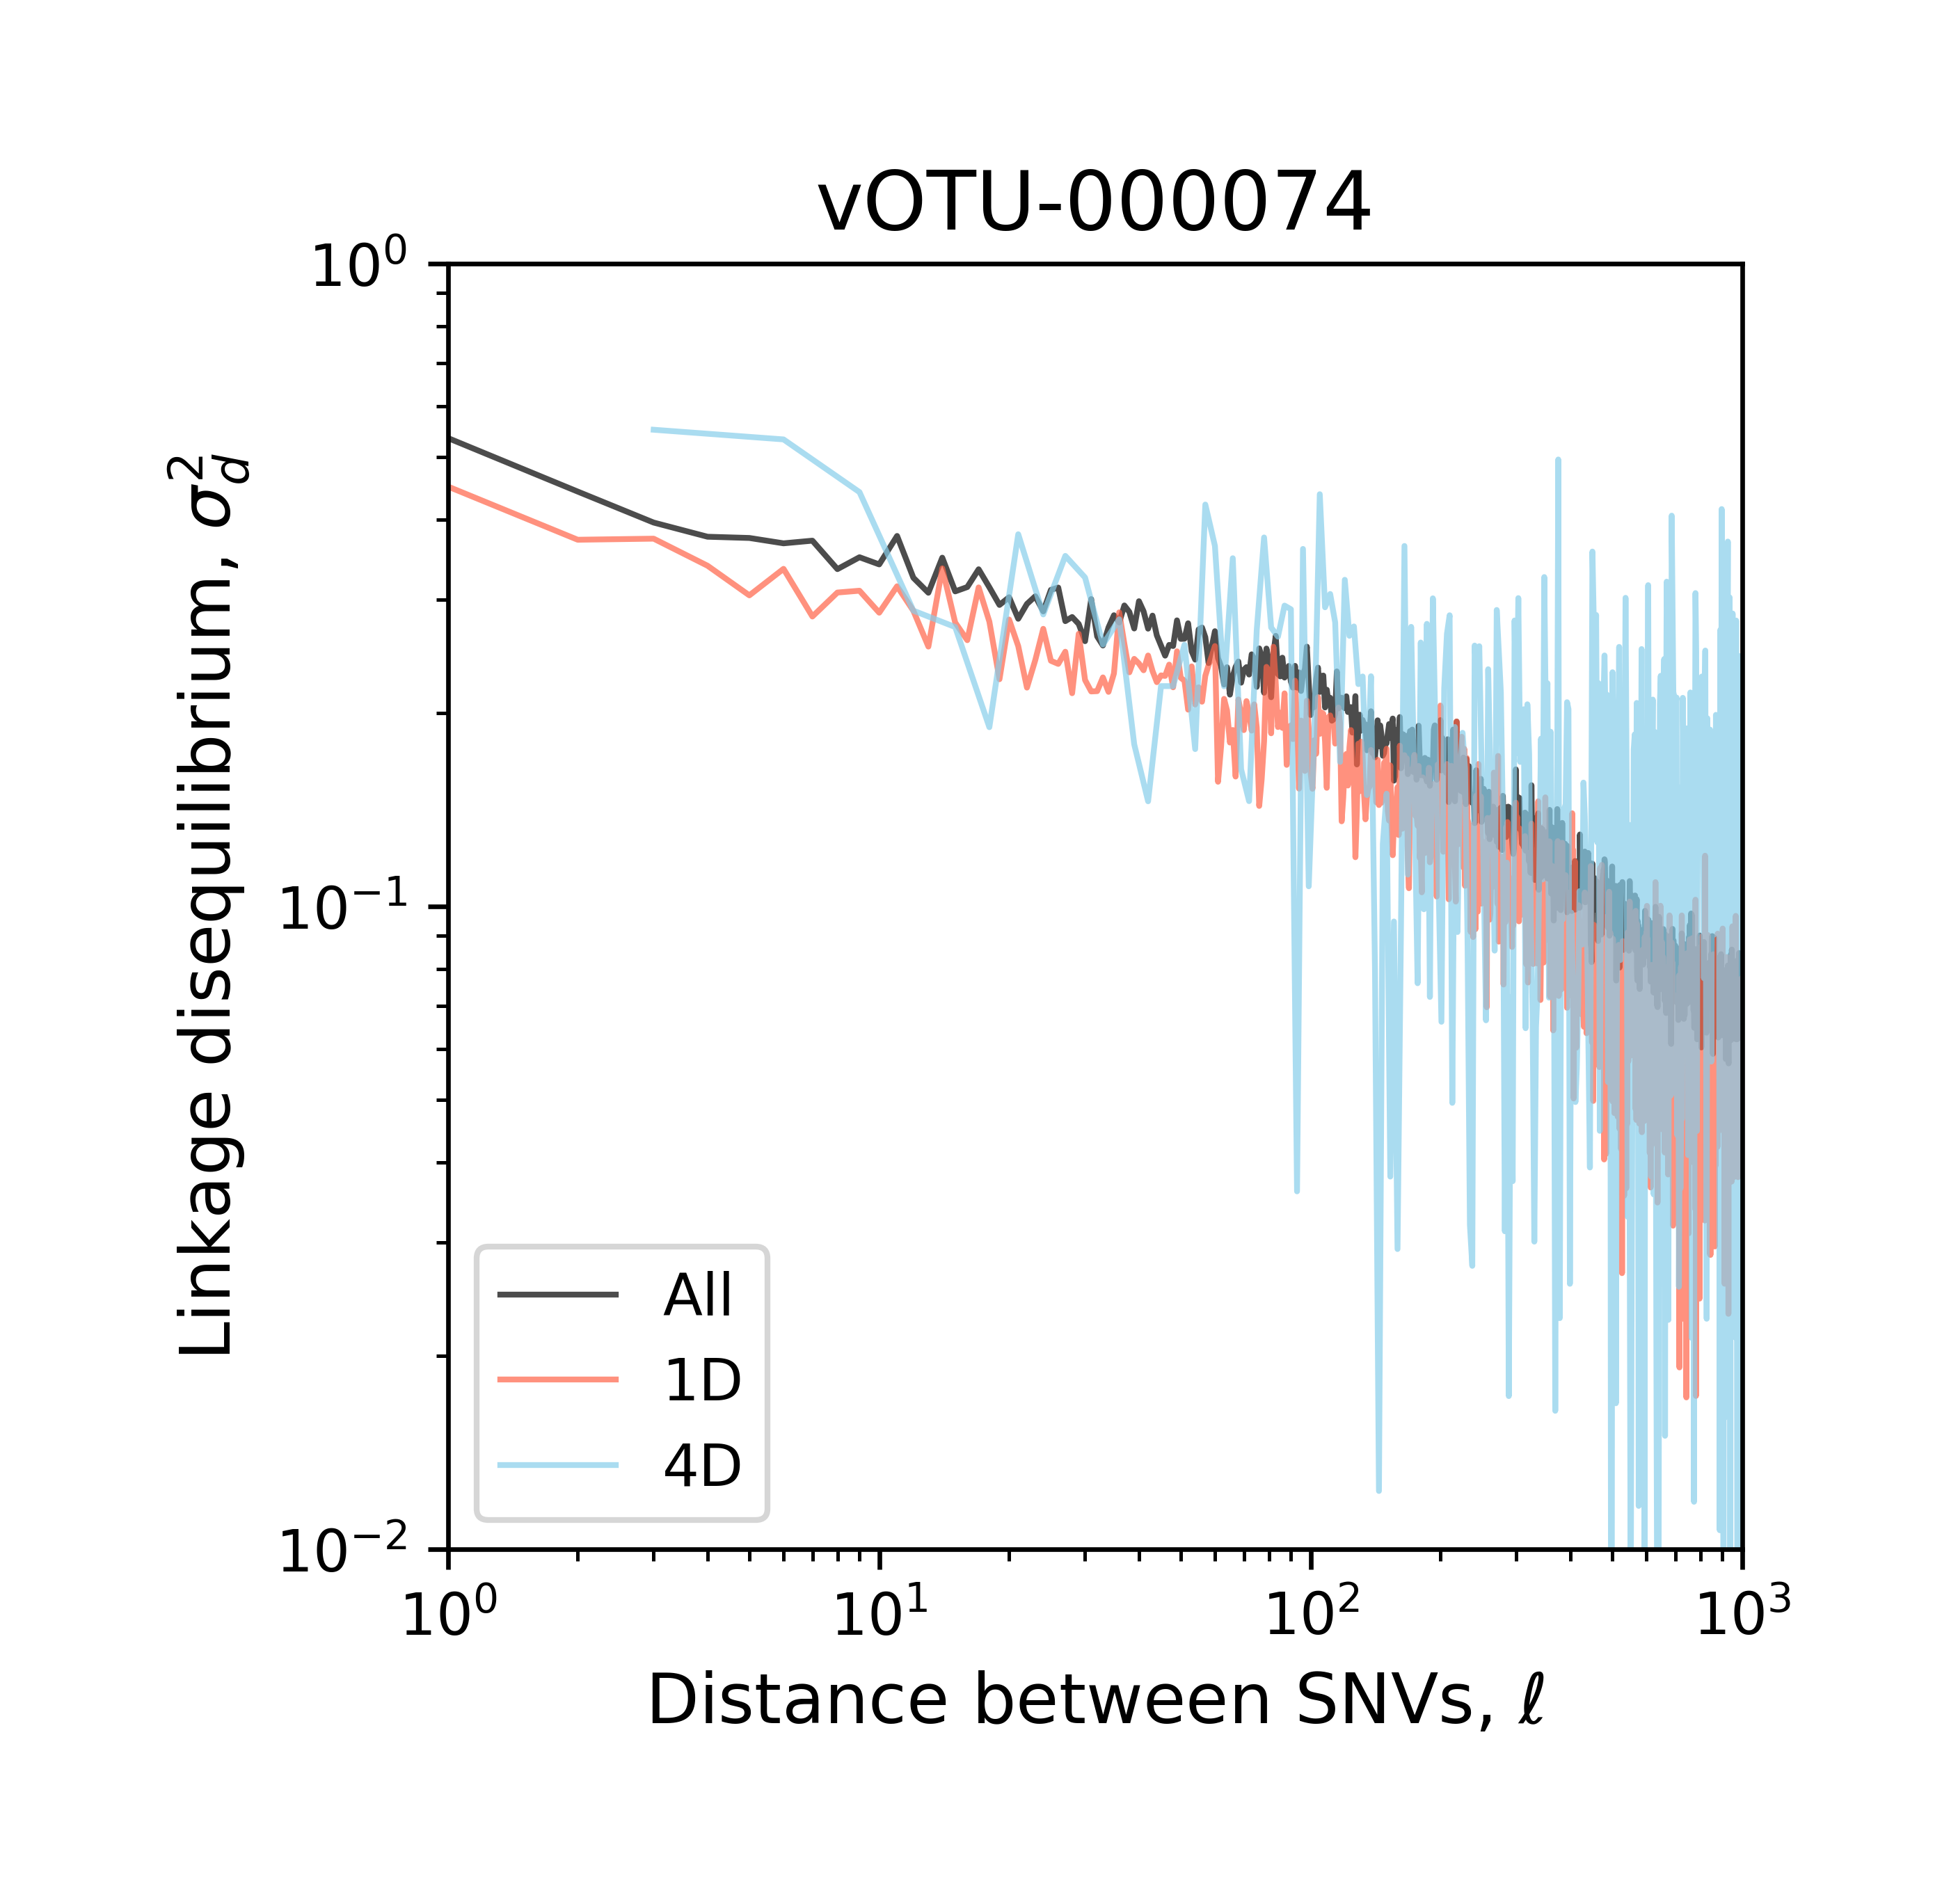 vOTU-000074
Linkage disequilibrium, σ_d^2
10^0
10^-1
10^-2
All
1D
4D
10^0 10^1 10^2 10^3
Distance between SNVs, ℓ